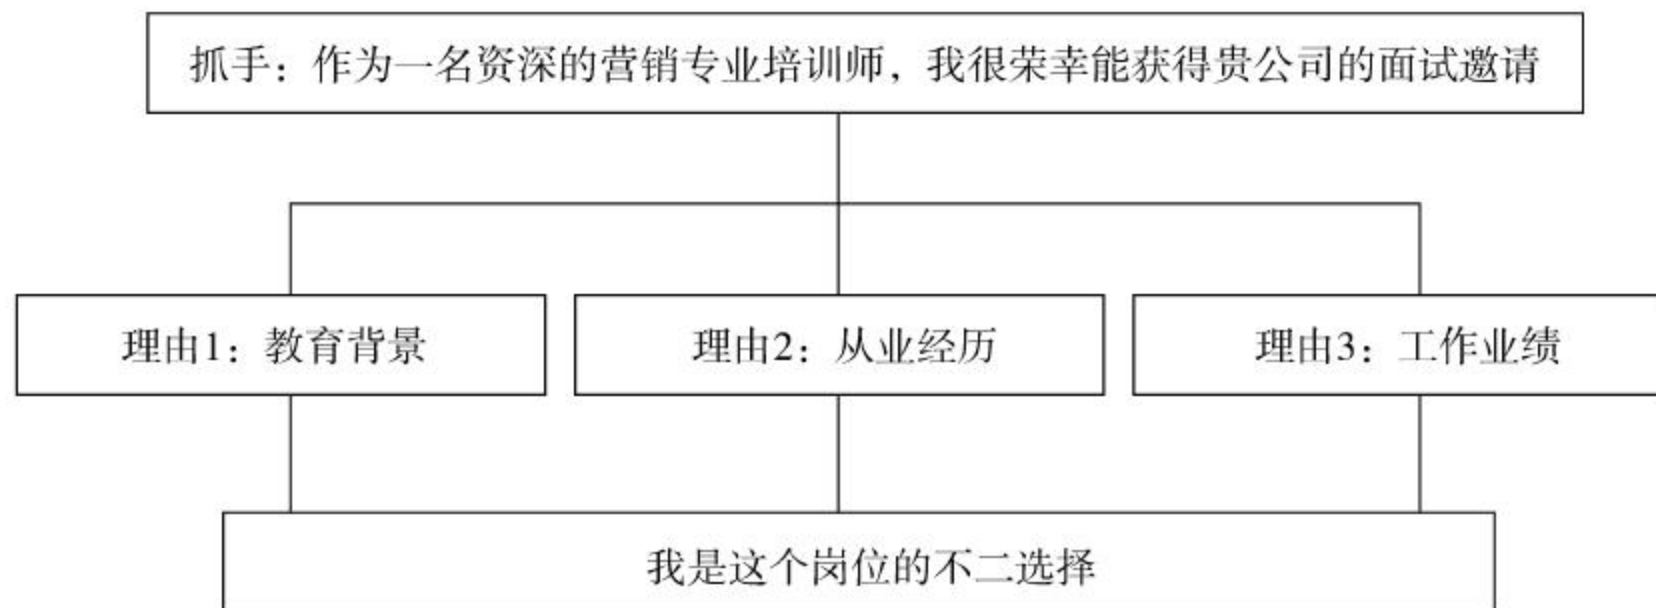 抓手：作为一名资深的营销专业培训师，我很荣幸能获得贵公司的面试邀请
理由1：教育背景
理由2：从业经历
理由3：工作业绩
我是这个岗位的不二选择